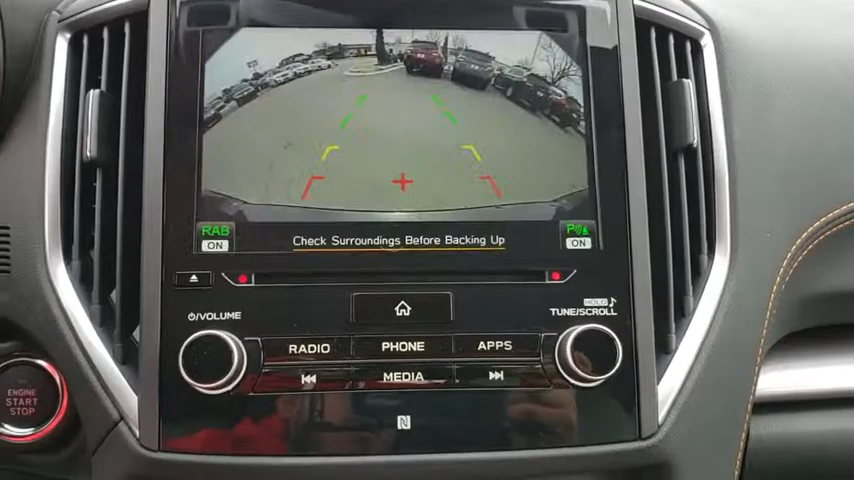 RAB
ON
P
ON
Check Surroundings Before Backing Up
HOLD
VOLUME
TUNE/SCROLL
RADIO
PHONE
APPS
MEDIA
ENGINE
START
STOP
N